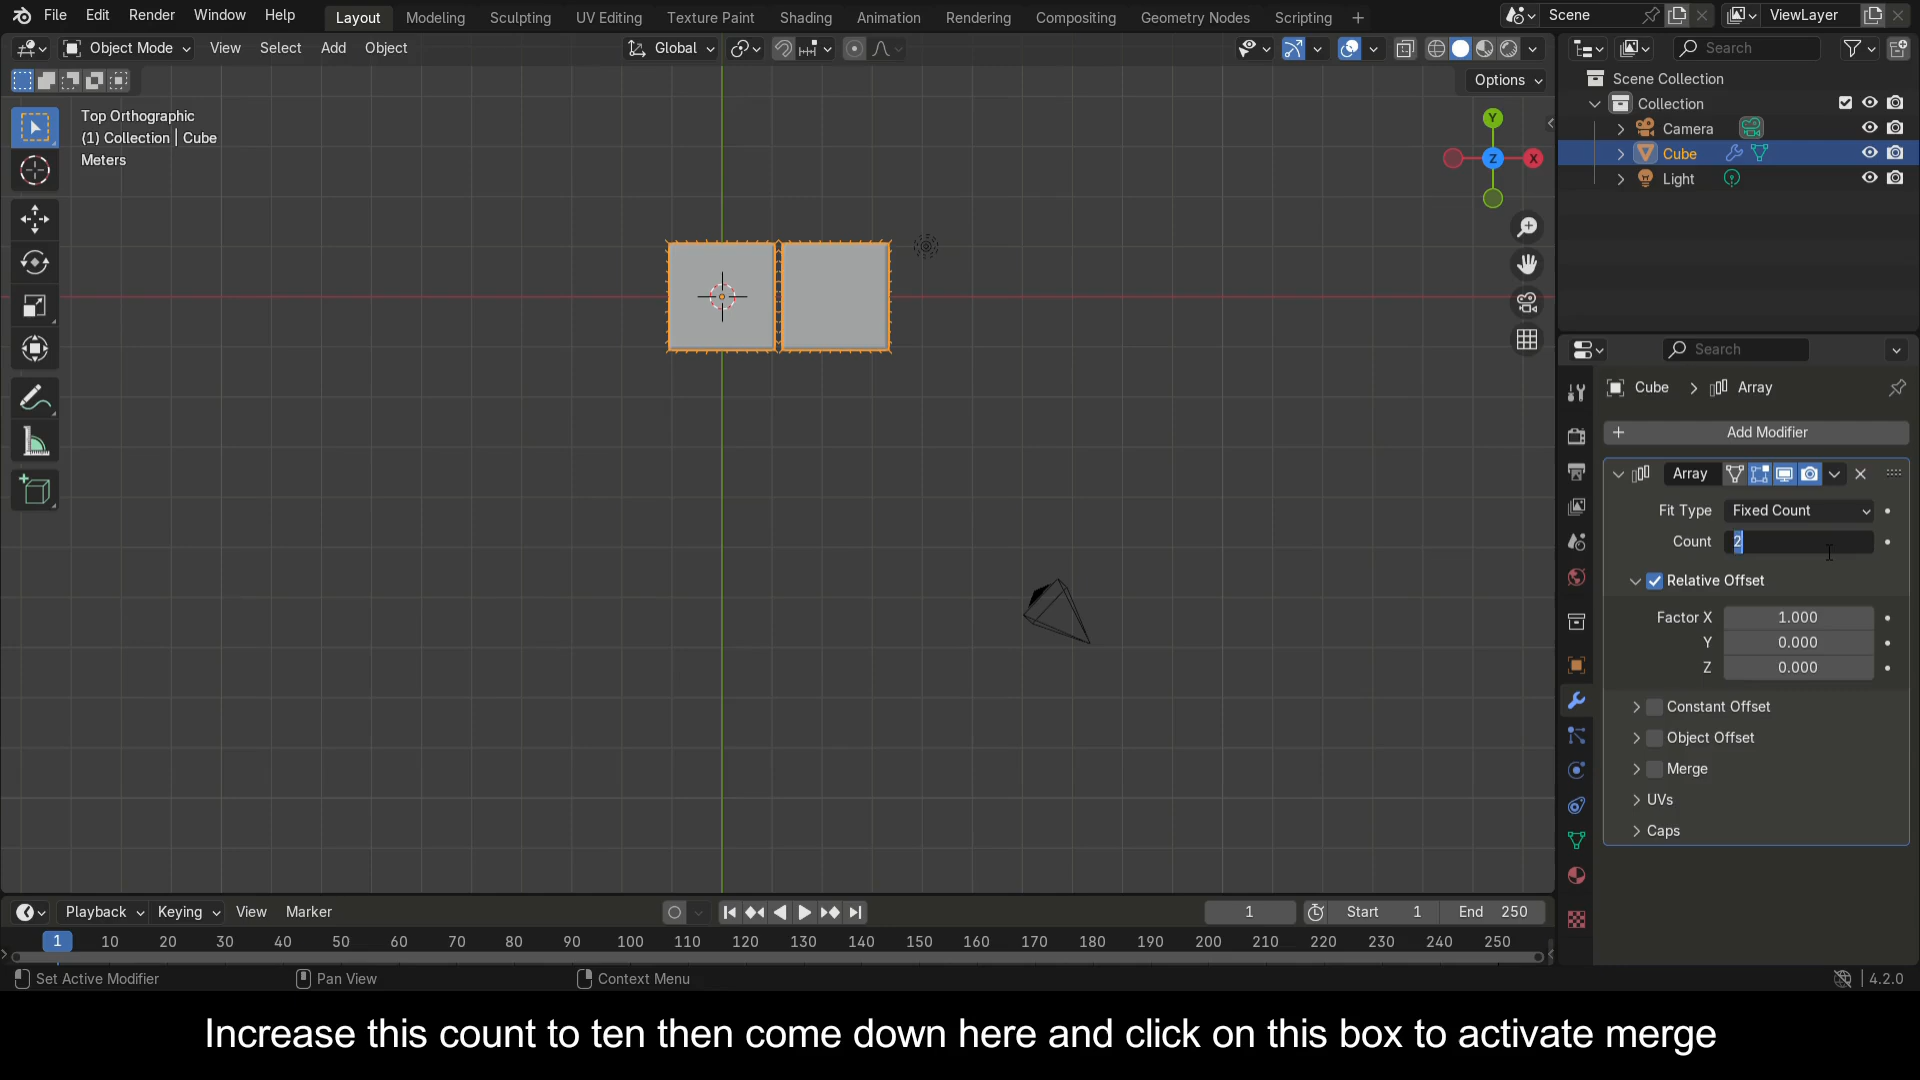 File Edit Render Window Help Layout Modeling Sculpting UV Editing Texture Paint Shading Animation Rendering Compositing Geometry Nodes Scripting + Scene ViewLayer
Object Mode View Select Add Object Global Search
Options
Top Orthographic
(1) Collection | Cube
Meters
Y
Z
X
Scene Collection
Collection
Camera
Cube
Light
Search
Cube > Array
+ Add Modifier
Array
Fit Type Fixed Count
Count 2
Relative Offset
Factor X 1.000
Y 0.000
Z 0.000
Constant Offset
Object Offset
Merge
UVs
Caps
Playback Keying View Marker 1 Start 1 End 250
1 10 20 30 40 50 60 70 80 90 100 110 120 130 140 150 160 170 180 190 200 210 220 230 240 250
Set Active Modifier Pan View Context Menu 4.2.0
Increase this count to ten then come down here and click on this box to activate merge